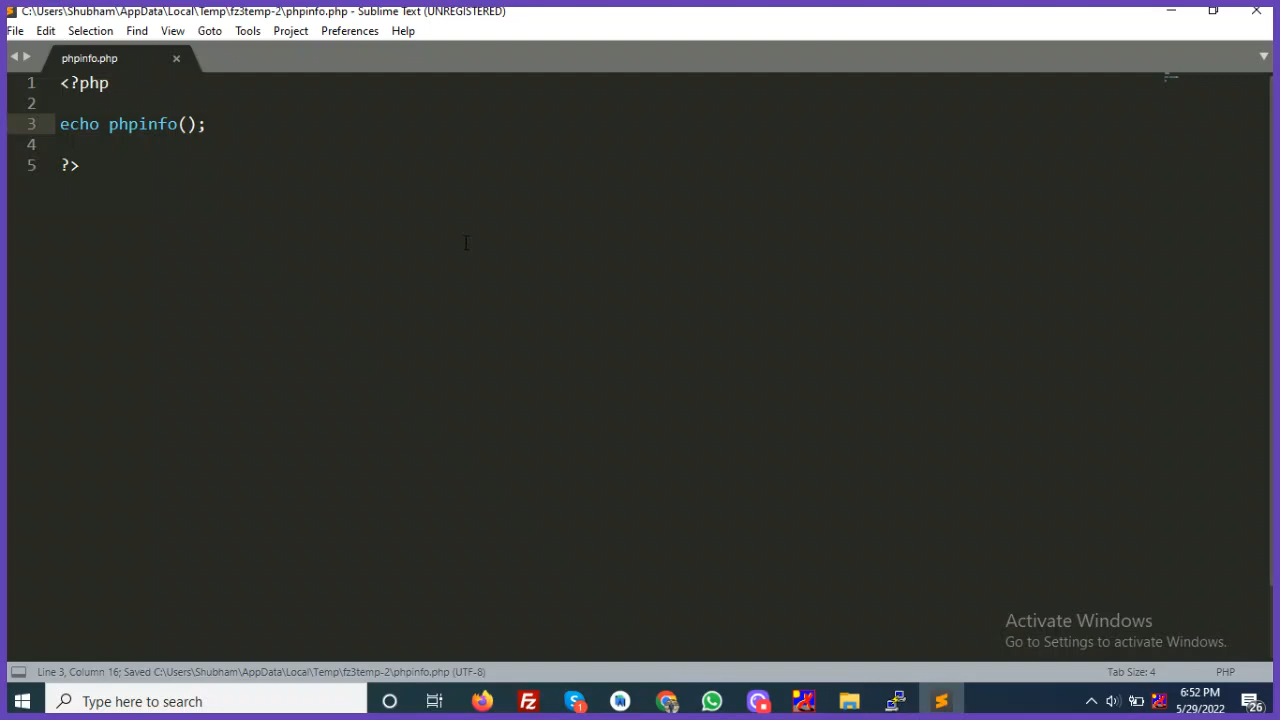 C:\Users\Shubham\AppData\Local\Temp\fz3temp-2\phpinfo.php - Sublime Text (UNREGISTERED)
File Edit Selection Find View Goto Tools Project Preferences Help
phpinfo.php
1 <?php
2
3 echo phpinfo();
4
5 ?>
Activate Windows
Go to Settings to activate Windows.
Line 3, Column 16; Saved C:\Users\Shubham\AppData\Local\Temp\fz3temp-2\phpinfo.php (UTF-8) Tab Size: 4 PHP
Type here to search
6:52 PM
5/29/2022
26
1